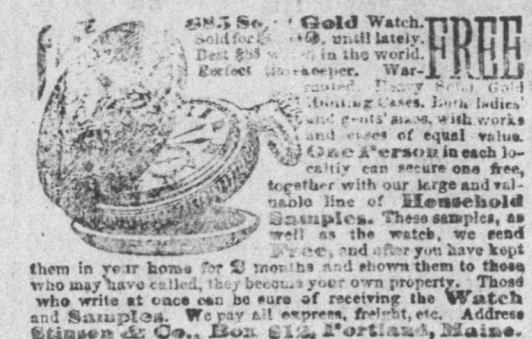 $85 Solid Gold Watch. FREE
Sold for until lately.
Best $85 watch in the world.
Perfect timekeeper. War-
ranted. Heavy Solid Gold
Hunting Cases. Both ladies'
and gents' sizes, with works
and cases of equal value.
One Person in each lo-
cality can secure one free,
together with our large and val-
uable line of Household
Samples. These samples, as
well as the watch, we send
Free, and after you have kept
them in your home for 2 months and shown them to those
who may have called, they become your own property. Those
who write at once can be sure of receiving the Watch
and Samples. We pay all express, freight, etc. Address
Stinson & Co., Box 812, Portland, Maine.